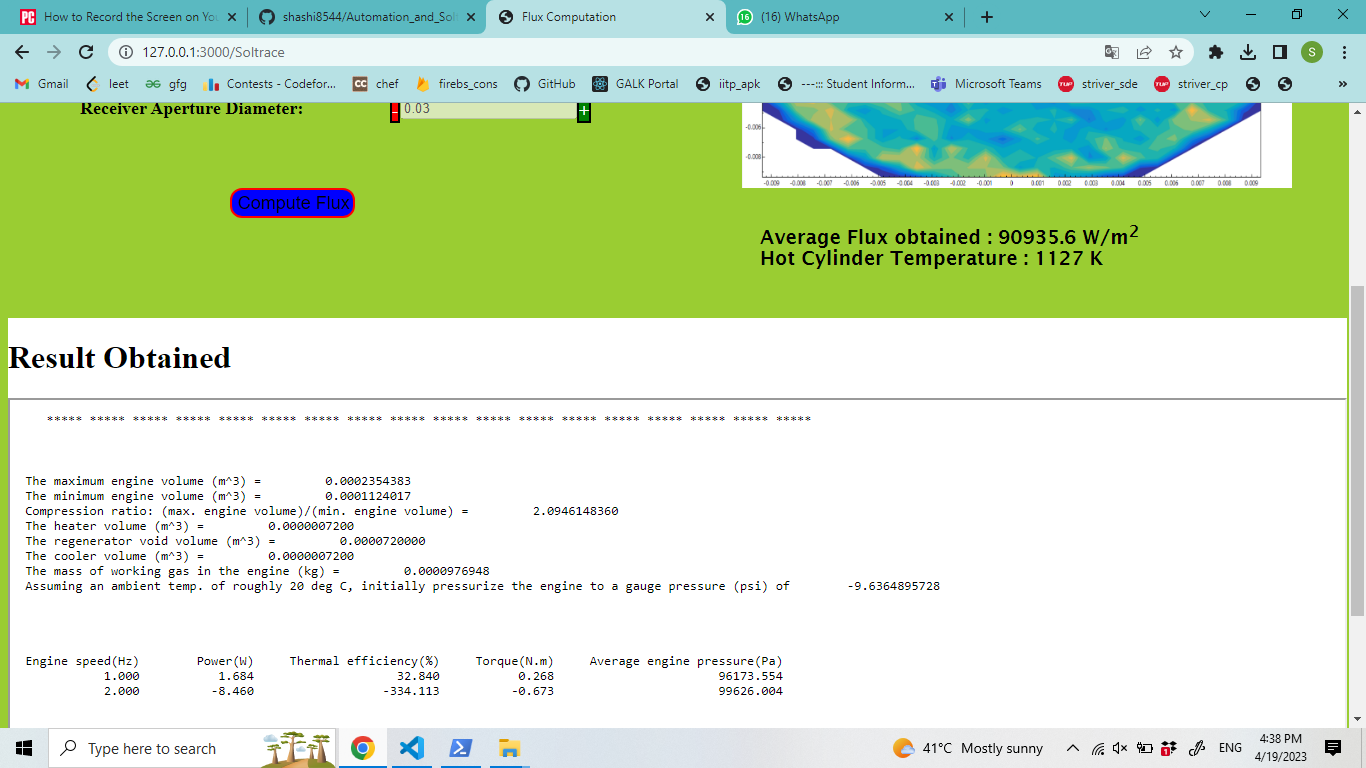 How to Record the Screen on You
shashi8544/Automation_and_Solt
Flux Computation
(16) WhatsApp
127.0.0.1:3000/Soltrace
S
Gmail
leet
gfg
Contests - Codefor...
CC chef
firebs_cons
GitHub
GALK Portal
iitp_apk
---::: Student Inform...
Microsoft Teams
striver_sde
striver_cp
»
Receiver Aperture Diameter:
- 0.03 +
-0.006
-0.008
-0.009 -0.008 -0.007 -0.006 -0.005 -0.004 -0.003 -0.002 -0.001 0 0.001 0.002 0.003 0.004 0.005 0.006 0.007 0.008 0.009
Compute Flux
Average Flux obtained : 90935.6 W/m2
Hot Cylinder Temperature : 1127 K
Result Obtained
***** ***** ***** ***** ***** ***** ***** ***** ***** ***** ***** ***** ***** ***** ***** ***** ***** *****
The maximum engine volume (m^3) = 0.0002354383
The minimum engine volume (m^3) = 0.0001124017
Compression ratio: (max. engine volume)/(min. engine volume) = 2.0946148360
The heater volume (m^3) = 0.0000007200
The regenerator void volume (m^3) = 0.0000720000
The cooler volume (m^3) = 0.0000007200
The mass of working gas in the engine (kg) = 0.0000976948
Assuming an ambient temp. of roughly 20 deg C, initially pressurize the engine to a gauge pressure (psi) of -9.6364895728
Engine speed(Hz) Power(W) Thermal efficiency(%) Torque(N.m) Average engine pressure(Pa)
1.000 1.684 32.840 0.268 96173.554
2.000 -8.460 -334.113 -0.673 99626.004
Type here to search
41°C Mostly sunny
ENG
4:38 PM
4/19/2023